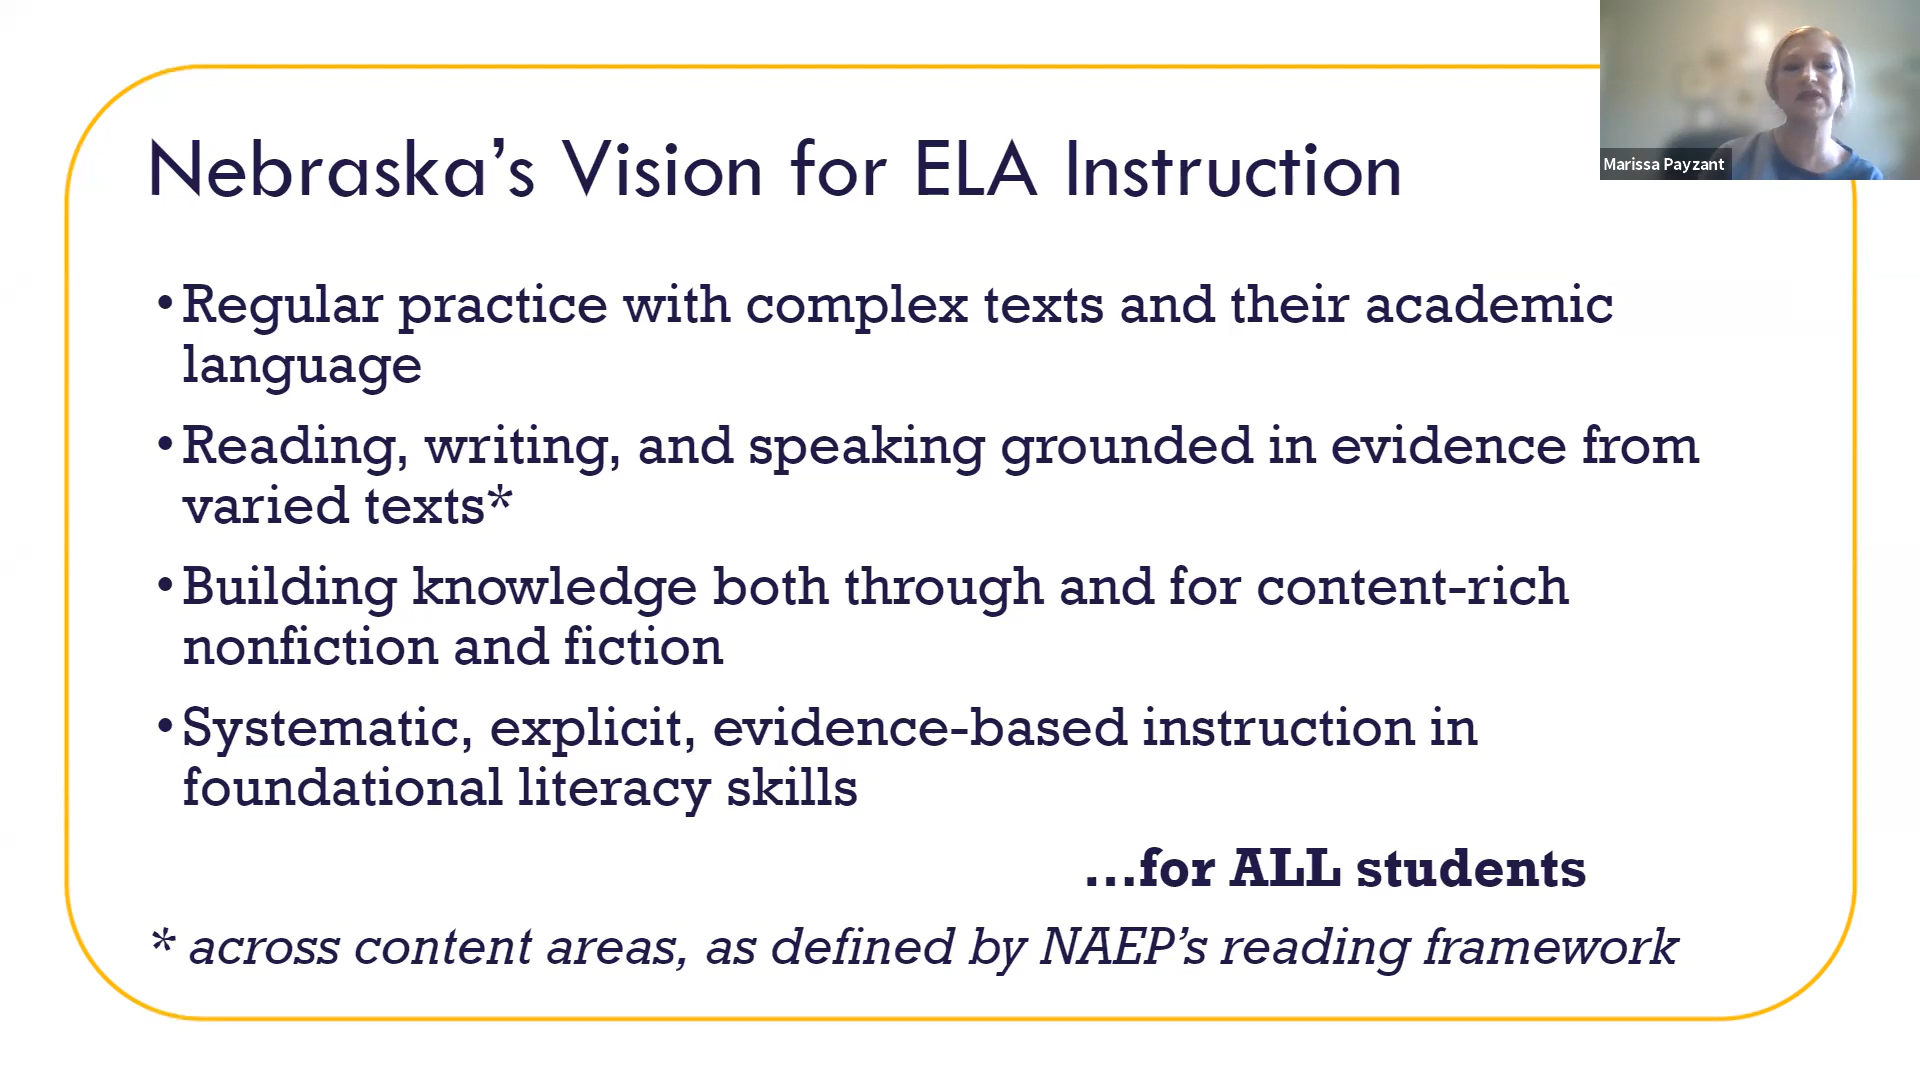 Nebraska’s Vision for ELA Instruction
Marissa Payzant
•Regular practice with complex texts and their academic
language
•Reading, writing, and speaking grounded in evidence from
varied texts*
•Building knowledge both through and for content-rich
nonfiction and fiction
•Systematic, explicit, evidence-based instruction in
foundational literacy skills
...for ALL students
* across content areas, as defined by NAEP’s reading framework